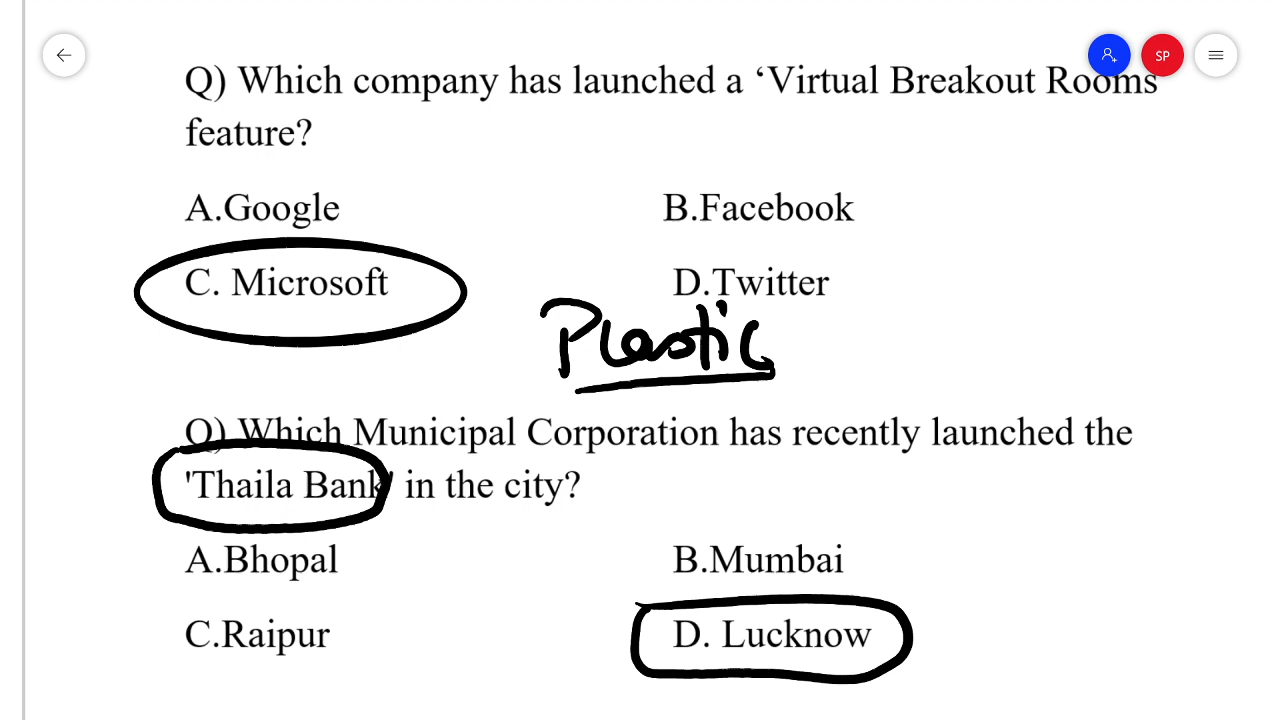 SP
Q) Which company has launched a ‘Virtual Breakout Rooms
feature?
A.Google B.Facebook
C. Microsoft D.Twitter
Plastic
Q) Which Municipal Corporation has recently launched the
'Thaila Bank' in the city?
A.Bhopal B.Mumbai
C.Raipur D. Lucknow